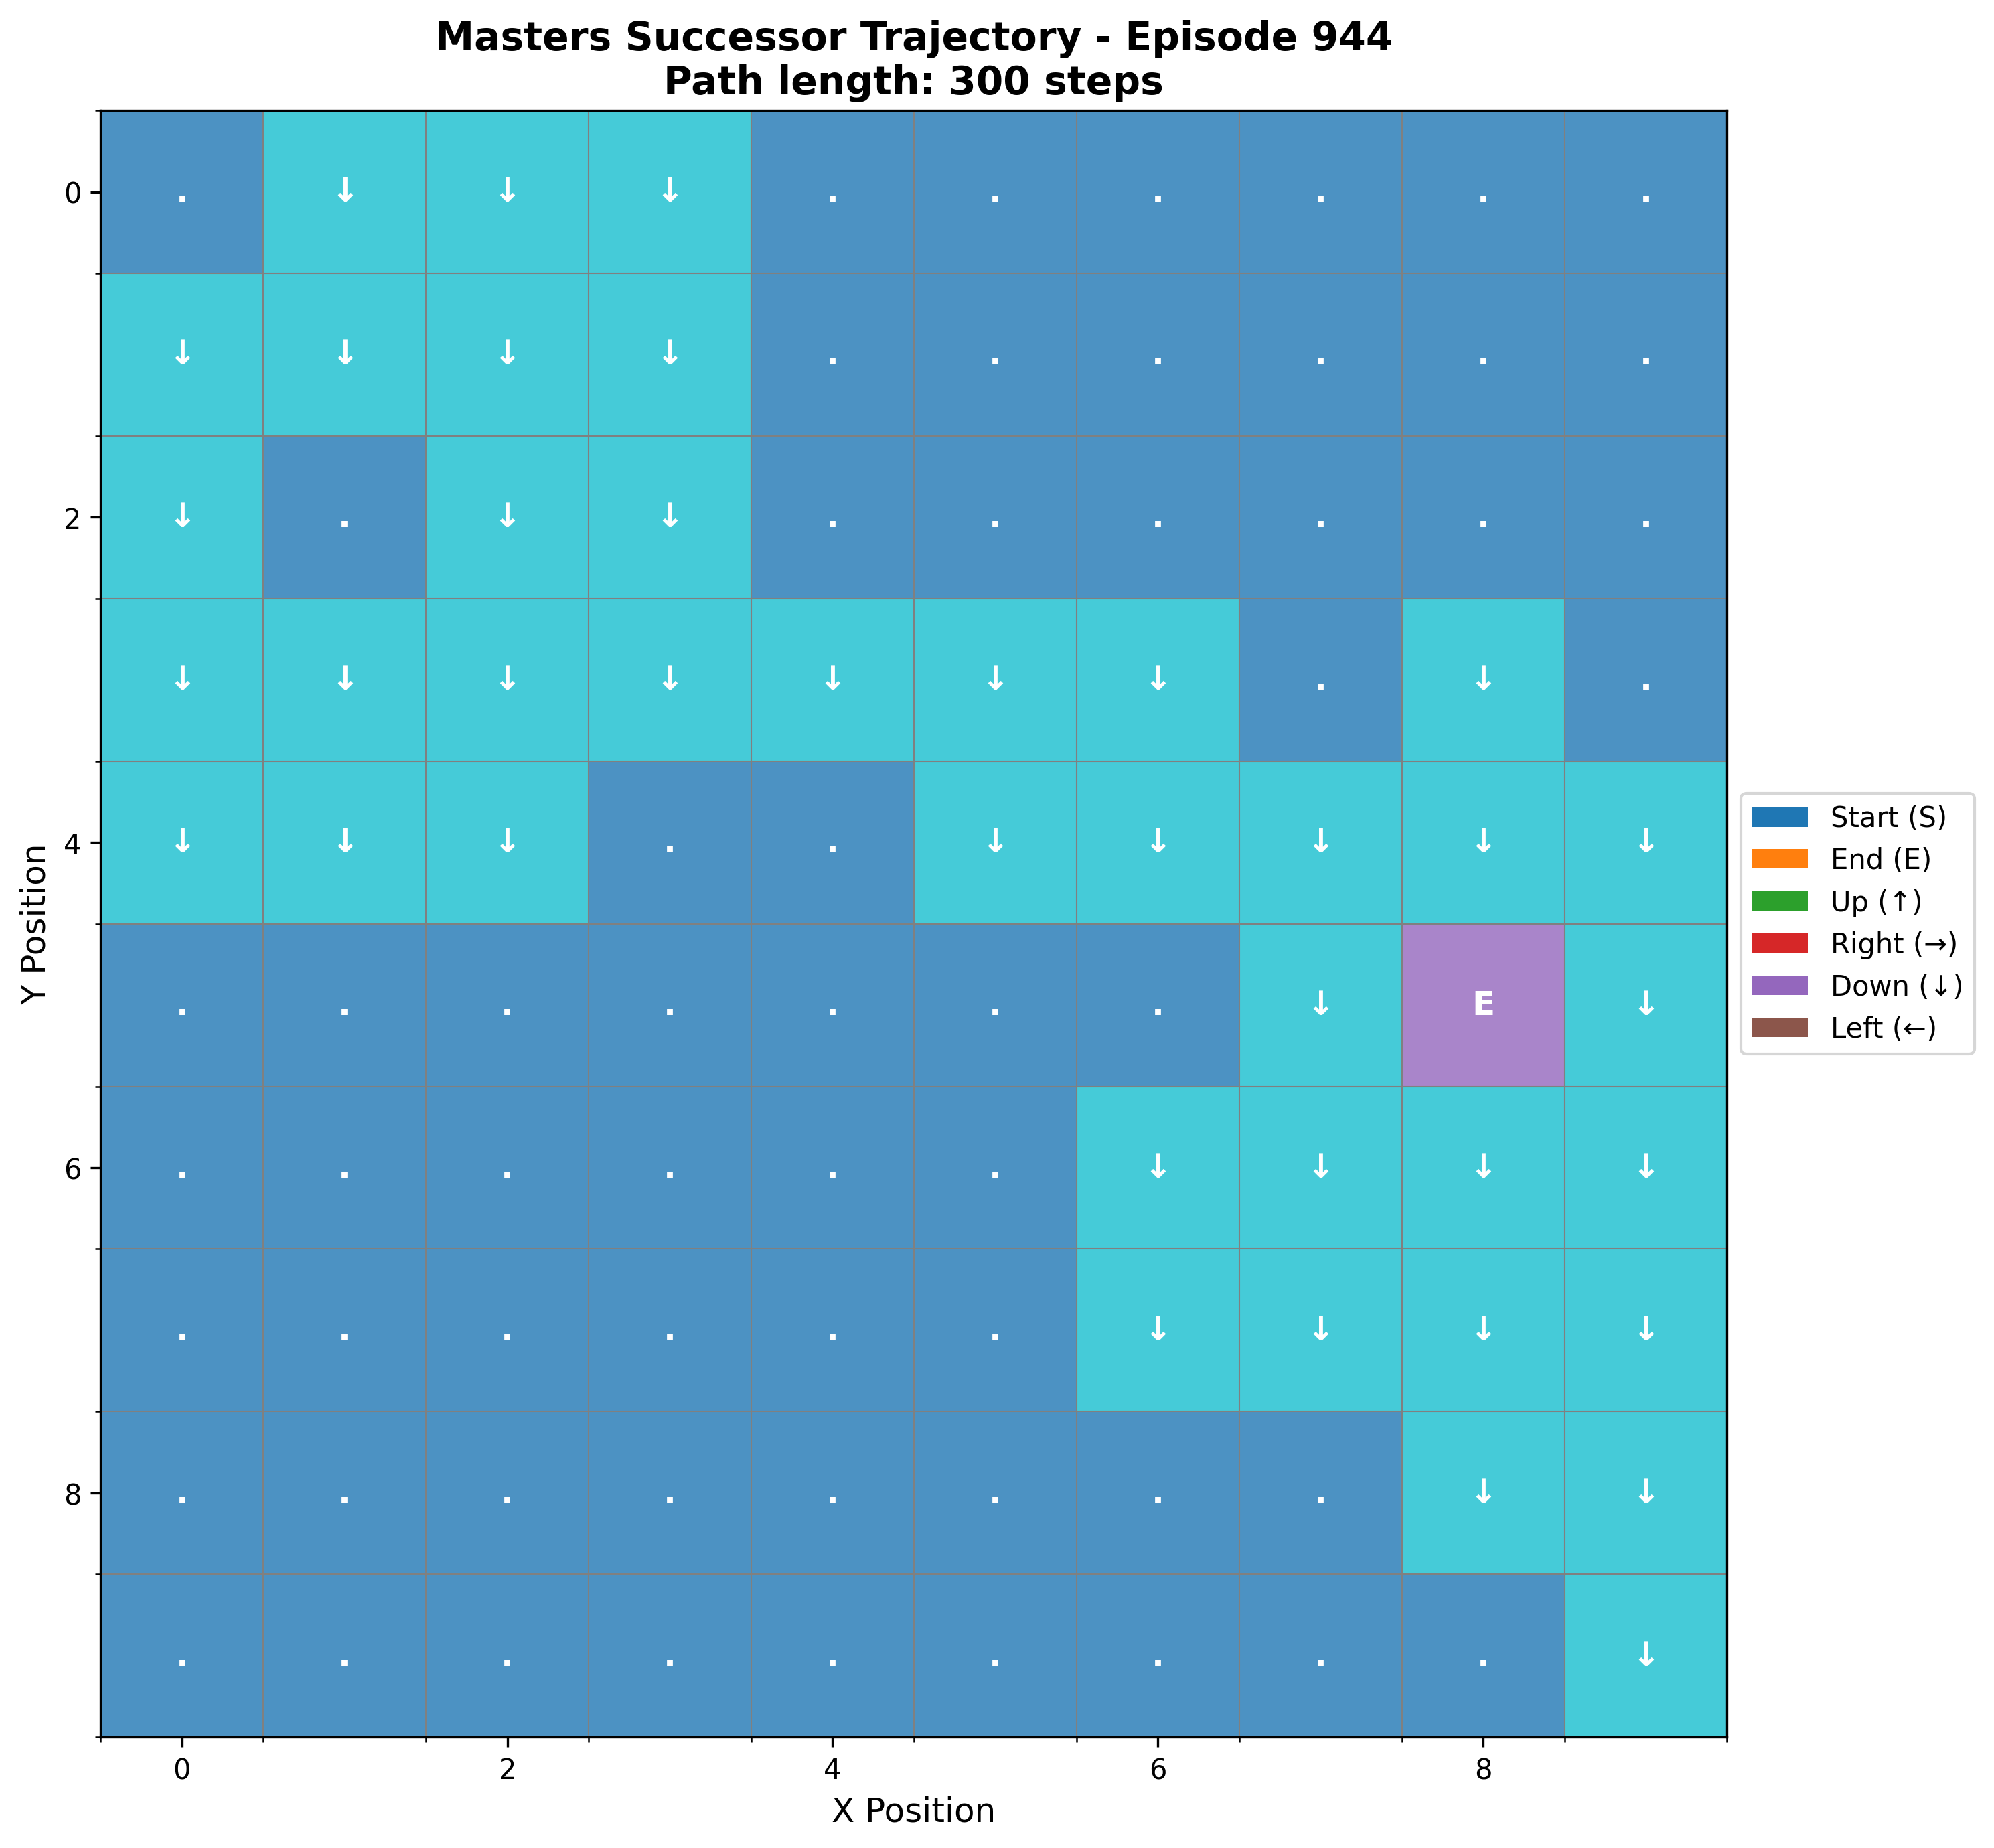 Masters Successor Trajectory - Episode 944
Path length: 300 steps
0 . ↓ ↓ ↓ . . . . . .
↓ ↓ ↓ ↓ . . . . . .
2 ↓ . ↓ ↓ . . . . . .
↓ ↓ ↓ ↓ ↓ ↓ ↓ . ↓ .
4 ↓ ↓ ↓ . . ↓ ↓ ↓ ↓ ↓
. . . . . . . ↓ E ↓
6 . . . . . . ↓ ↓ ↓ ↓
. . . . . . ↓ ↓ ↓ ↓
8 . . . . . . . . ↓ ↓
. . . . . . . . . ↓
0 2 4 6 8
X Position
Y Position
Start (S)
End (E)
Up (↑)
Right (→)
Down (↓)
Left (←)